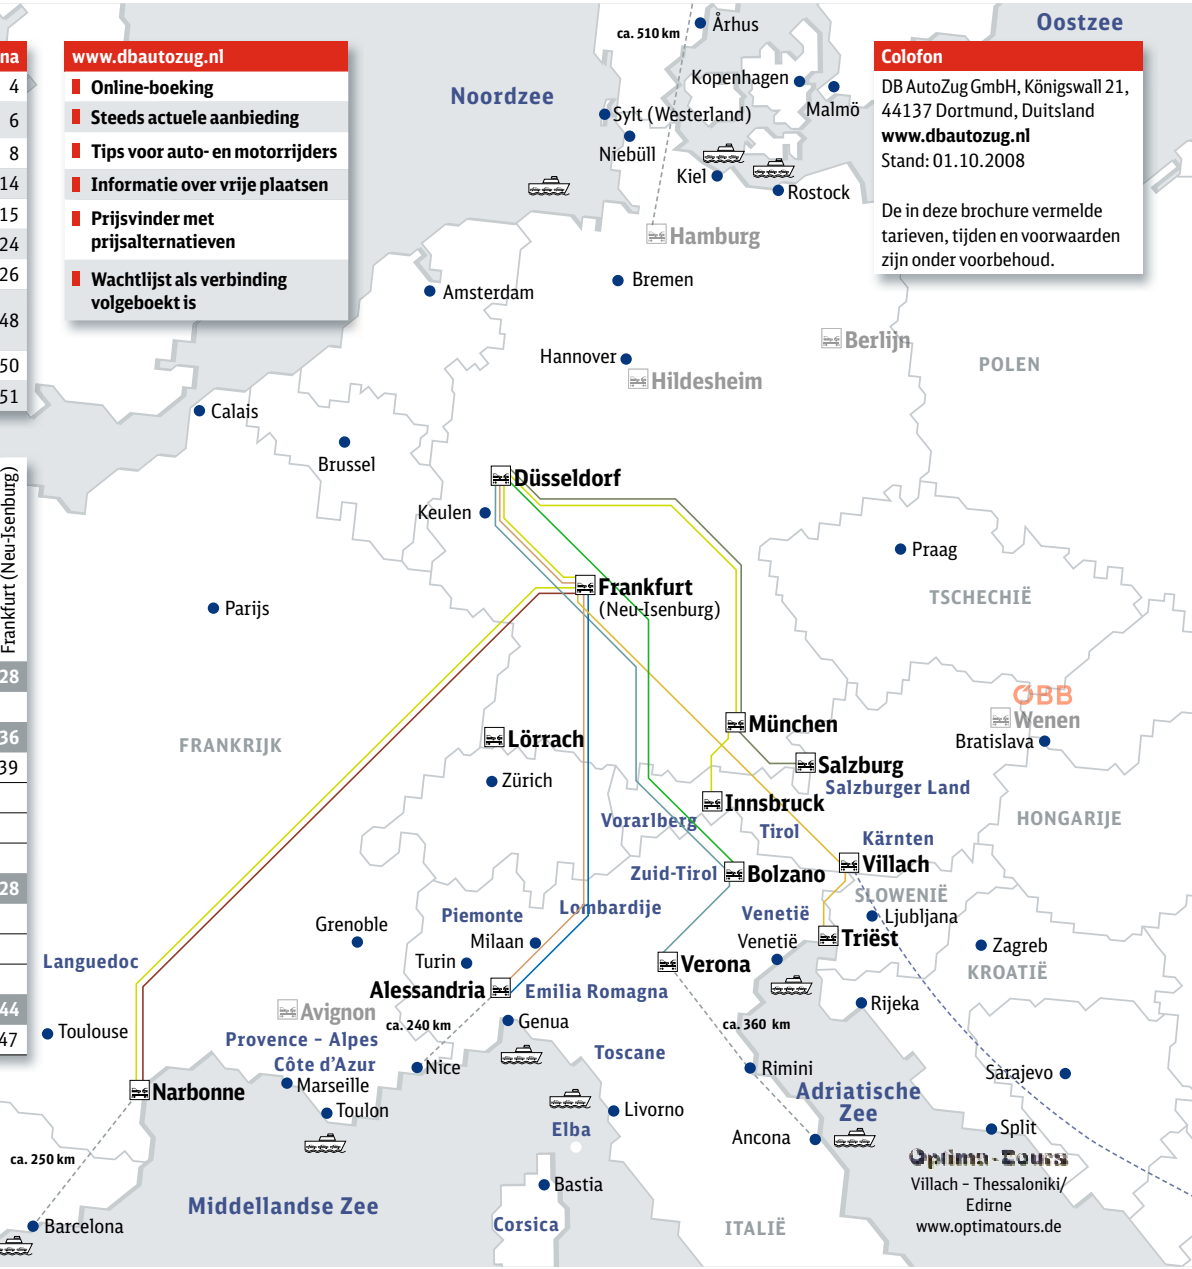 na
4
6
8
14
15
24
26
48
50
51
Frankfurt (Neu-Isenburg)
28
36
39
28
44
47
www.dbautozug.nl
Online-boeking
Steeds actuele aanbieding
Tips voor auto- en motorrijders
Informatie over vrije plaatsen
Prijsvinder met
prijsalternatieven
Wachtlijst als verbinding
volgeboekt is
Colofon
DB AutoZug GmbH, Königswall 21,
44137 Dortmund, Duitsland
www.dbautozug.nl
Stand: 01.10.2008
De in deze brochure vermelde
tarieven, tijden en voorwaarden
zijn onder voorbehoud.
Oostzee
ca. 510 km
Århus
Noordzee
Kopenhagen
Malmö
Sylt (Westerland)
Niebüll
Kiel
Rostock
Hamburg
Bremen
Amsterdam
Berlijn
Hannover
Hildesheim
POLEN
Calais
Brussel
Düsseldorf
Keulen
Praag
Frankfurt
(Neu-Isenburg)
TSCHECHIË
Parijs
ÖBB
Wenen
Bratislava
München
Lörrach
FRANKRIJK
Salzburg
Salzburger Land
Zürich
Innsbruck
Vorarlberg
Tirol
HONGARIJE
Kärnten
Villach
Zuid-Tirol
Bolzano
SLOWENIË
Ljubljana
Lombardije
Piemonte
Venetië
Grenoble
Milaan
Venetië
Triëst
Zagreb
KROATIË
Languedoc
Turin
Verona
Alessandria
Emilia Romagna
Rijeka
Avignon
ca. 240 km
Genua
ca. 360 km
Toulouse
Provence - Alpes
Côte d'Azur
Toscane
Nice
Rimini
Sarajevo
Marseille
Narbonne
Adriatische
Zee
Toulon
Livorno
Elba
Ancona
Split
ca. 250 km
Optima-Tours
Villach – Thessaloniki/
Edirne
www.optimatours.de
Bastia
Middellandse Zee
Corsica
ITALIË
Barcelona